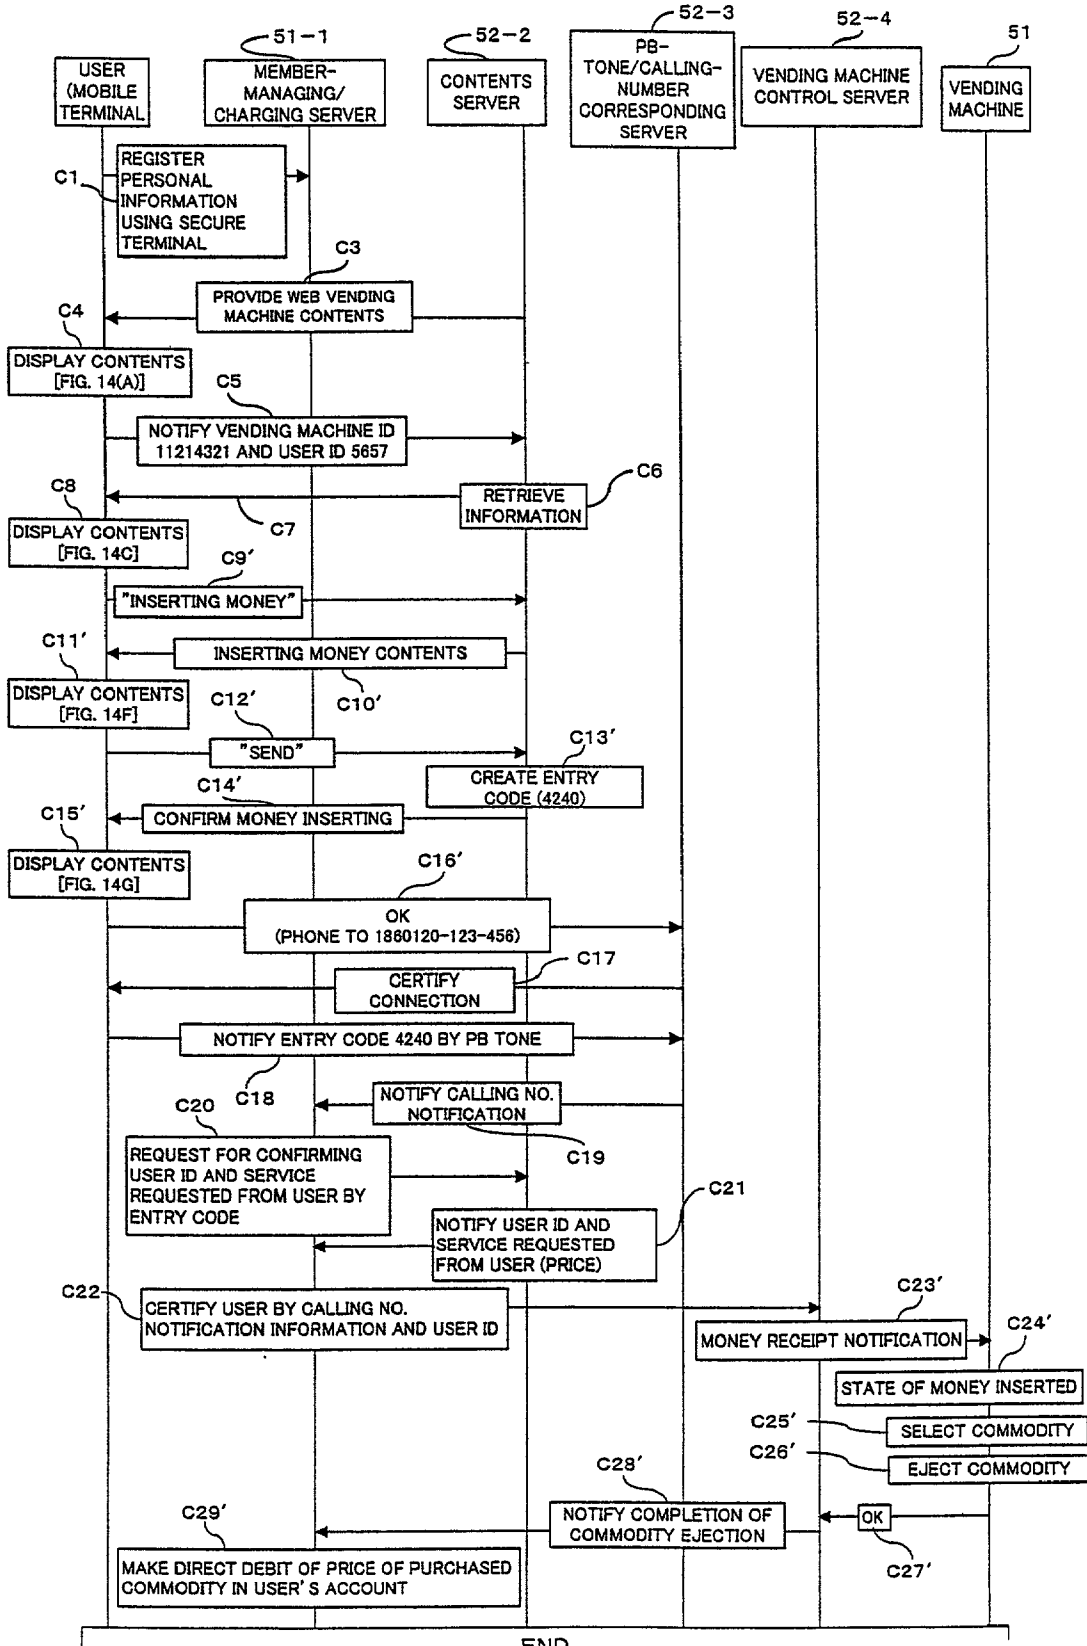 51-1
52-2
52-3
52-4
51
USER
(MOBILE
TERMINAL
MEMBER-
MANAGING/
CHARGING SERVER
CONTENTS
SERVER
PB-
TONE/CALLING-
NUMBER
CORRESPONDING
SERVER
VENDING MACHINE
CONTROL SERVER
VENDING
MACHINE
C1
REGISTER
PERSONAL
INFORMATION
USING SECURE
TERMINAL
C3
PROVIDE WEB VENDING
MACHINE CONTENTS
C4
DISPLAY CONTENTS
[FIG. 14(A)]
C5
NOTIFY VENDING MACHINE ID
11214321 AND USER ID 5657
C6
RETRIEVE
INFORMATION
C7
C8
DISPLAY CONTENTS
[FIG. 14C]
C9'
"INSERTING MONEY"
C11'
INSERTING MONEY CONTENTS
C10'
DISPLAY CONTENTS
[FIG. 14F]
C12'
"SEND"
C13'
CREATE ENTRY
CODE (4240)
C14'
CONFIRM MONEY INSERTING
C15'
DISPLAY CONTENTS
[FIG. 14G]
C16'
OK
(PHONE TO 1860120-123-456)
C17
CERTIFY
CONNECTION
NOTIFY ENTRY CODE 4240 BY PB TONE
C18
NOTIFY CALLING NO.
NOTIFICATION
C19
C20
REQUEST FOR CONFIRMING
USER ID AND SERVICE
REQUESTED FROM USER BY
ENTRY CODE
C21
NOTIFY USER ID AND
SERVICE REQUESTED
FROM USER (PRICE)
C22
CERTIFY USER BY CALLING NO.
NOTIFICATION INFORMATION AND USER ID
C23'
MONEY RECEIPT NOTIFICATION
C24'
STATE OF MONEY INSERTED
C25'
SELECT COMMODITY
C26'
EJECT COMMODITY
OK
C27'
C28'
NOTIFY COMPLETION OF
COMMODITY EJECTION
C29'
MAKE DIRECT DEBIT OF PRICE OF PURCHASED
COMMODITY IN USER'S ACCOUNT
END